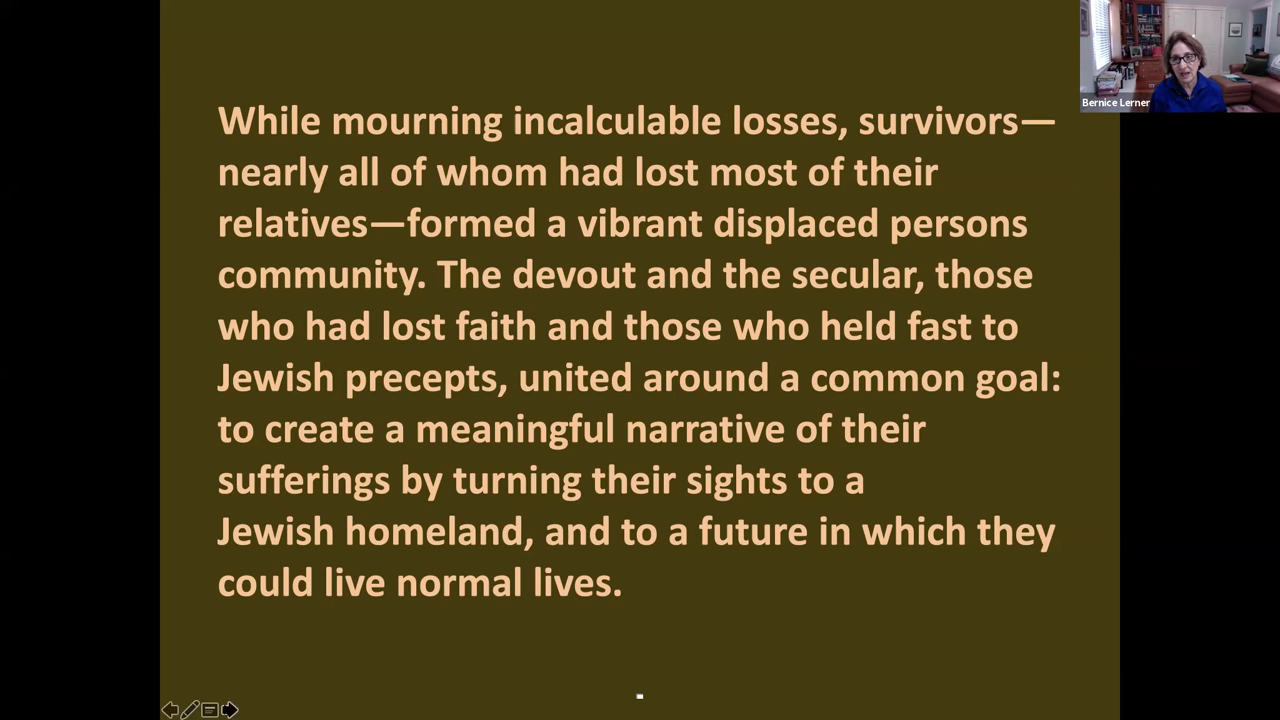 While mourning incalculable losses, survivors—
nearly all of whom had lost most of their
relatives—formed a vibrant displaced persons
community. The devout and the secular, those
who had lost faith and those who held fast to
Jewish precepts, united around a common goal:
to create a meaningful narrative of their
sufferings by turning their sights to a
Jewish homeland, and to a future in which they
could live normal lives.
Bernice Lerner